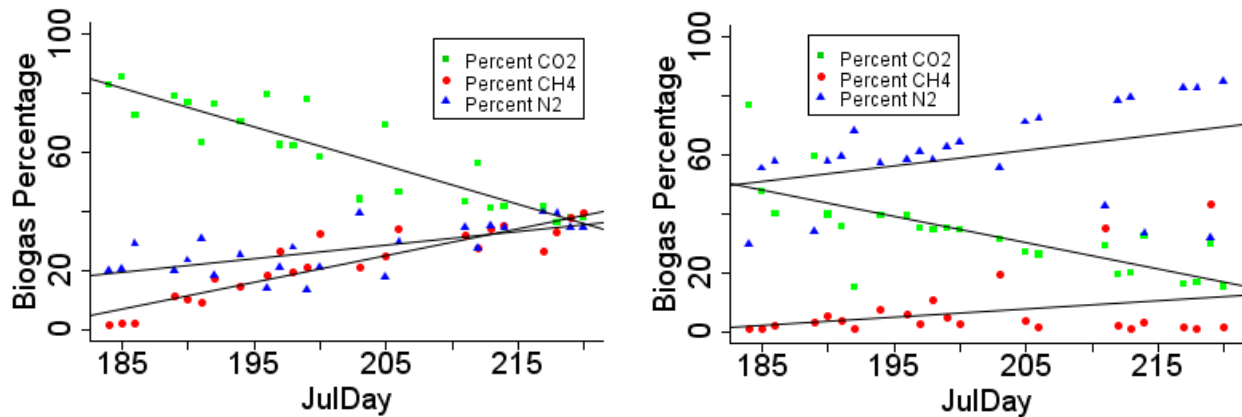 Biogas Percentage
0 20 60 100
Percent CO2
Percent CH4
Percent N2
185 195 205 215
JulDay
Biogas Percentage
0 20 60 100
Percent CO2
Percent CH4
Percent N2
185 195 205 215
JulDay